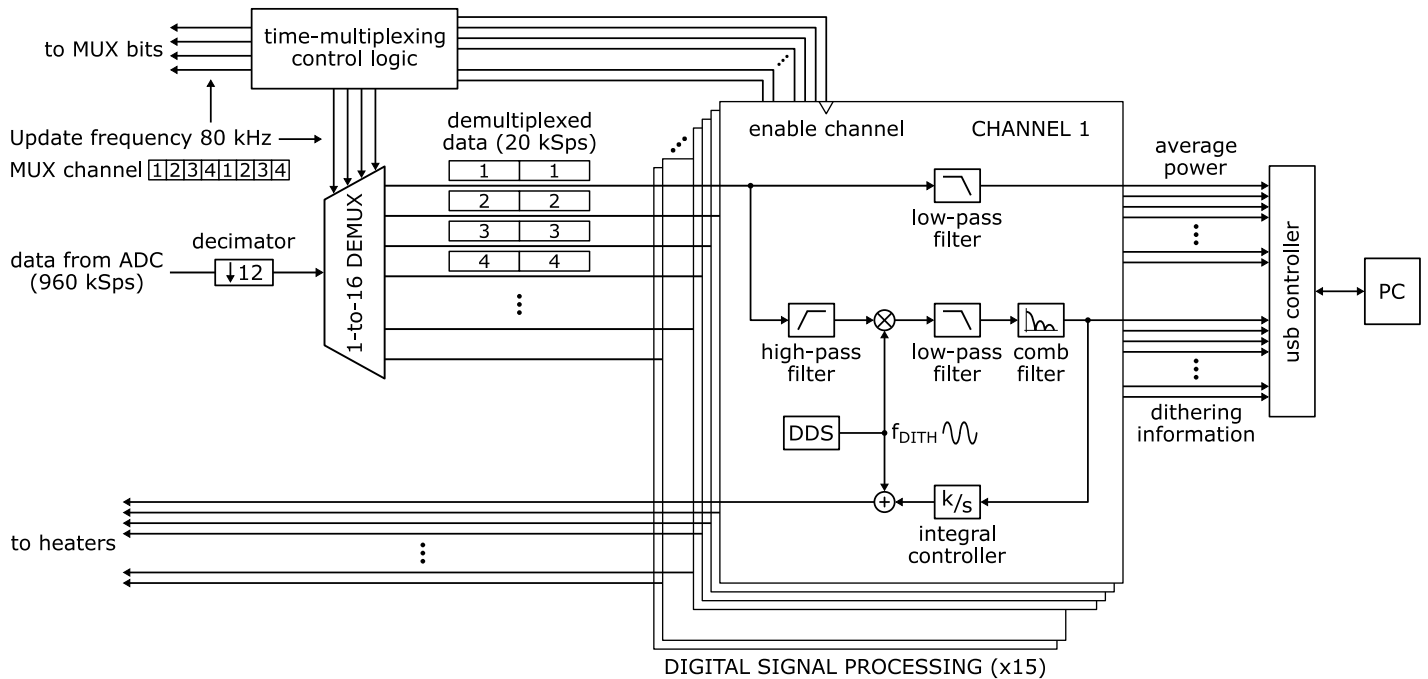 time-multiplexing
control logic
to MUX bits
Update frequency 80 kHz
MUX channel 1 2 3 4 1 2 3 4
demultiplexed
data (20 kSps)
1 1
2 2
3 3
4 4
1-to-16 DEMUX
decimator
data from ADC
(960 kSps)
↓12
enable channel
CHANNEL 1
low-pass
filter
high-pass
filter
low-pass
filter
comb
filter
DDS
fDITH
+
k/s
integral
controller
average
power
dithering
information
usb controller
PC
to heaters
DIGITAL SIGNAL PROCESSING (x15)